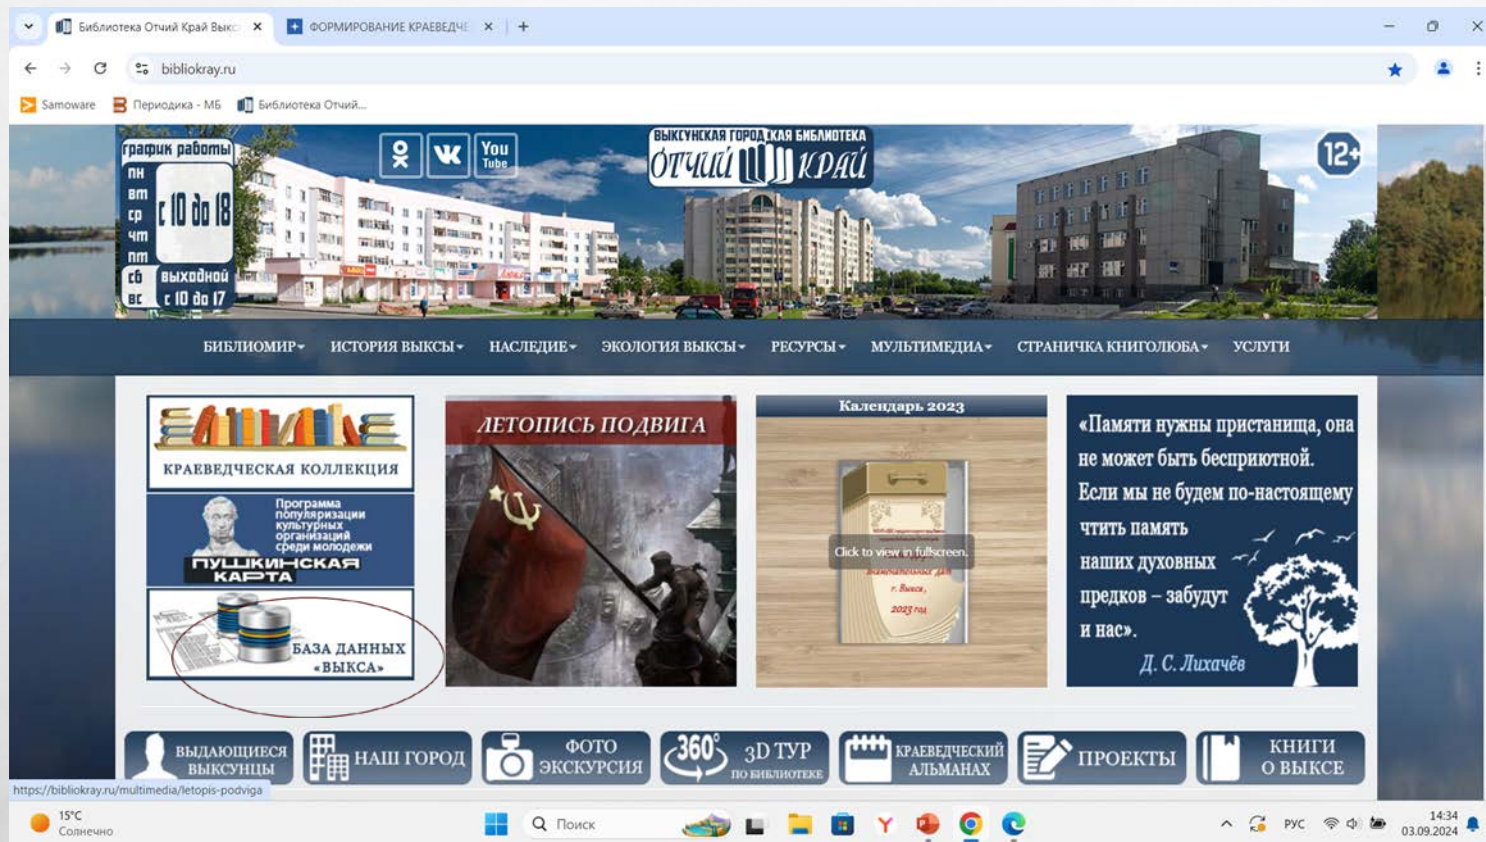 Библиотека Отчий Край Выкс
ФОРМИРОВАНИЕ КРАЕВЕДЧЕ
bibliokray.ru
Samoware
Периодика - МБ
Библиотека Отчий...
график работы
пн
вт
ср
чт
пт
с 10 до 18
сб
вс
выходной
с 10 до 17
You
Tube
ВЫКСУНСКАЯ ГОРОДСКАЯ БИБЛИОТЕКА
ОТЧИЙ КРАЙ
12+
БИБЛИОМИР
ИСТОРИЯ ВЫКСЫ
НАСЛЕДИЕ
ЭКОЛОГИЯ ВЫКСЫ
РЕСУРСЫ
МУЛЬТИМЕДИА
СТРАНИЧКА КНИГОЛЮБА
УСЛУГИ
КРАЕВЕДЧЕСКАЯ КОЛЛЕКЦИЯ
Программа
популяризации
культурных
организаций
среди молодежи
ПУШКИНСКАЯ
КАРТА
БАЗА ДАННЫХ
«ВЫКСА»
ЛЕТОПИСЬ ПОДВИГА
Календарь 2023
Click to view in fullscreen.
знаменательных дат
г. Выкса,
2023 год
«Памяти нужны пристанища, она
не может быть бесприютной.
Если мы не будем по-настоящему
чтить память
наших духовных
предков – забудут
и нас».
Д. С. Лихачёв
ВЫДАЮЩИЕСЯ
ВЫКСУНЦЫ
НАШ ГОРОД
ФОТО
ЭКСКУРСИЯ
360°
3D ТУР
ПО БИБЛИОТЕКЕ
КРАЕВЕДЧЕСКИЙ
АЛЬМАНАХ
ПРОЕКТЫ
КНИГИ
О ВЫКСЕ
https://bibliokray.ru/multimedia/letopis-podviga
15°C
Солнечно
Поиск
РУС
14:34
03.09.2024